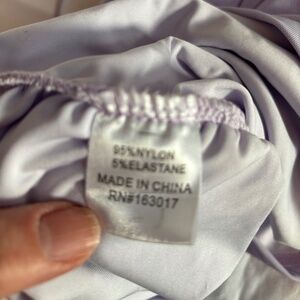 95%NYLON
5%ELASTANE
MADE IN CHINA
RN#163017